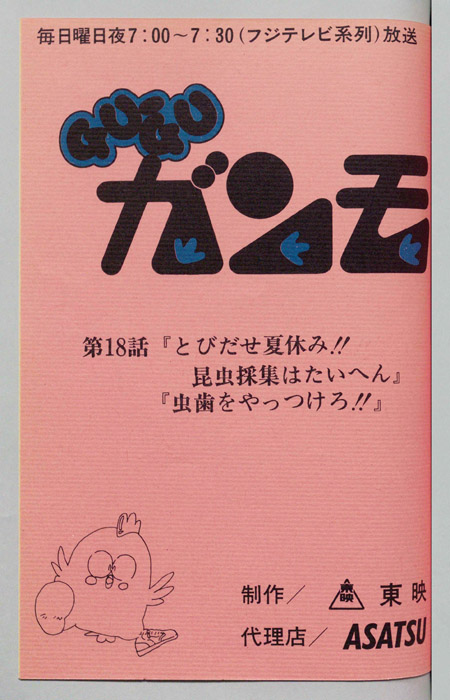 毎日曜日夜7:00〜7:30(フジテレビ系列)放送
GUGU
ガンモ
第18話『とびだせ夏休み!!
昆虫採集はたいへん』
『虫歯をやっつけろ!!』
制作／ 東映 東映
代理店／ ASATSU